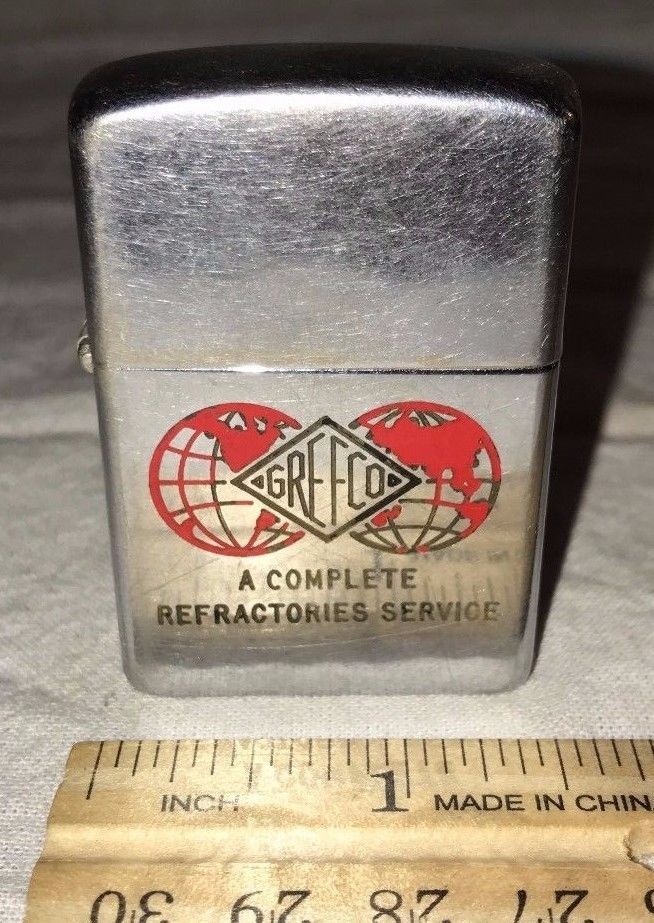 GREFCO
A COMPLETE
REFRACTORIES SERVICE
INCH 1 MADE IN CHINA
30 29 28 27